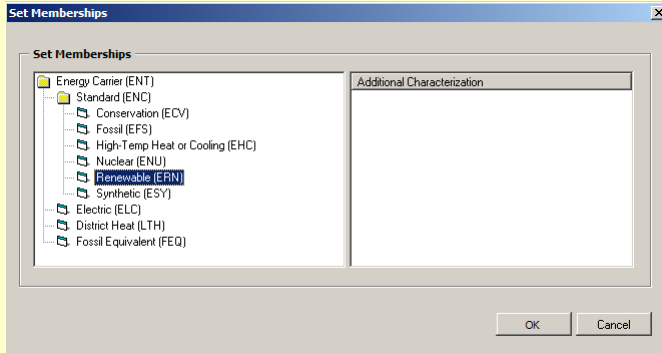 Set Memberships
Set Memberships
Energy Carrier (ENT)
Standard (ENC)
Conservation (ECV)
Fossil (EFS)
High-Temp Heat or Cooling (EHC)
Nuclear (ENU)
Renewable (ERN)
Synthetic (ESY)
Electric (ELC)
District Heat (LTH)
Fossil Equivalent (FEQ)
Additional Characterization
OK Cancel